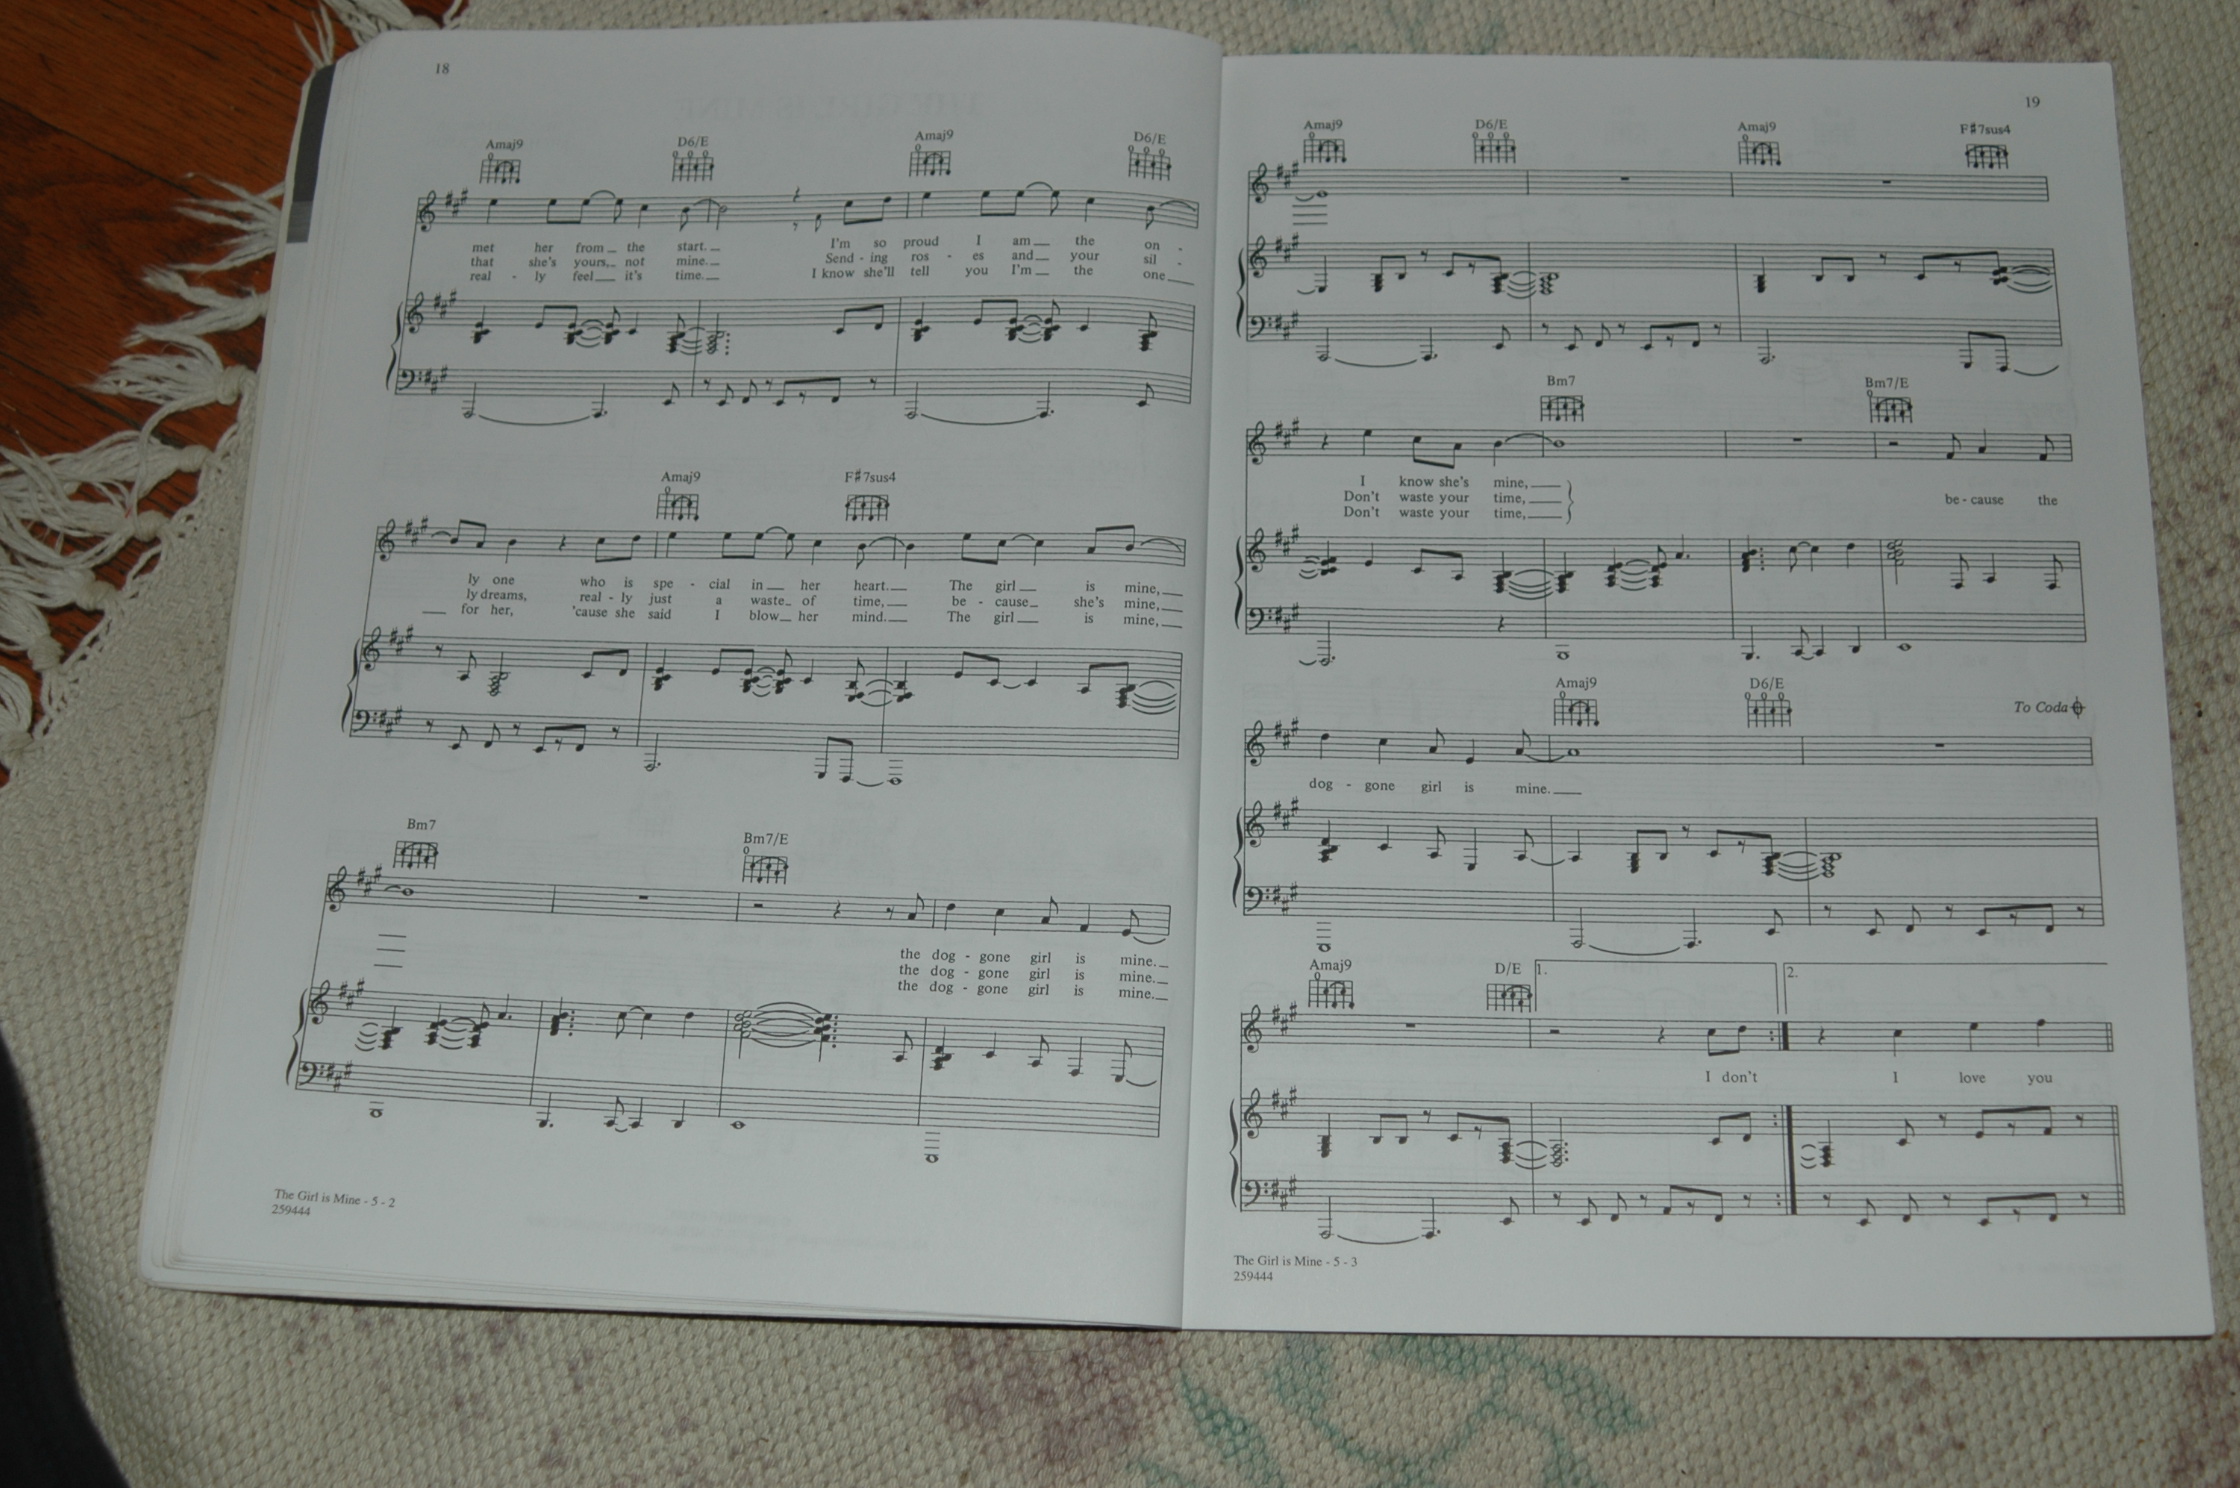 18
Amaj9 D6/E Amaj9 D6/E
met her from the start. I'm so proud I am the on -
that she's yours, not mine. Send - ing ros - es and your sil -
real - ly feel it's time. I know she'll tell you I'm the one
Amaj9 F#7sus4
ly one who is spe - cial in her heart. The girl is mine,
ly dreams, real - ly just a waste of time, be - cause she's mine,
for her, 'cause she said I blow her mind. The girl is mine,
Bm7 Bm7/E
the dog - gone girl is mine.
the dog - gone girl is mine.
the dog - gone girl is mine.
The Girl is Mine - 5 - 2
259444
19
Amaj9 D6/E Amaj9 F#7sus4
Bm7 Bm7/E
I know she's mine,
Don't waste your time, be - cause the
Don't waste your time,
Amaj9 D6/E To Coda
dog - gone girl is mine.
Amaj9 D/E 1. 2.
I don't I love you
The Girl is Mine - 5 - 3
259444